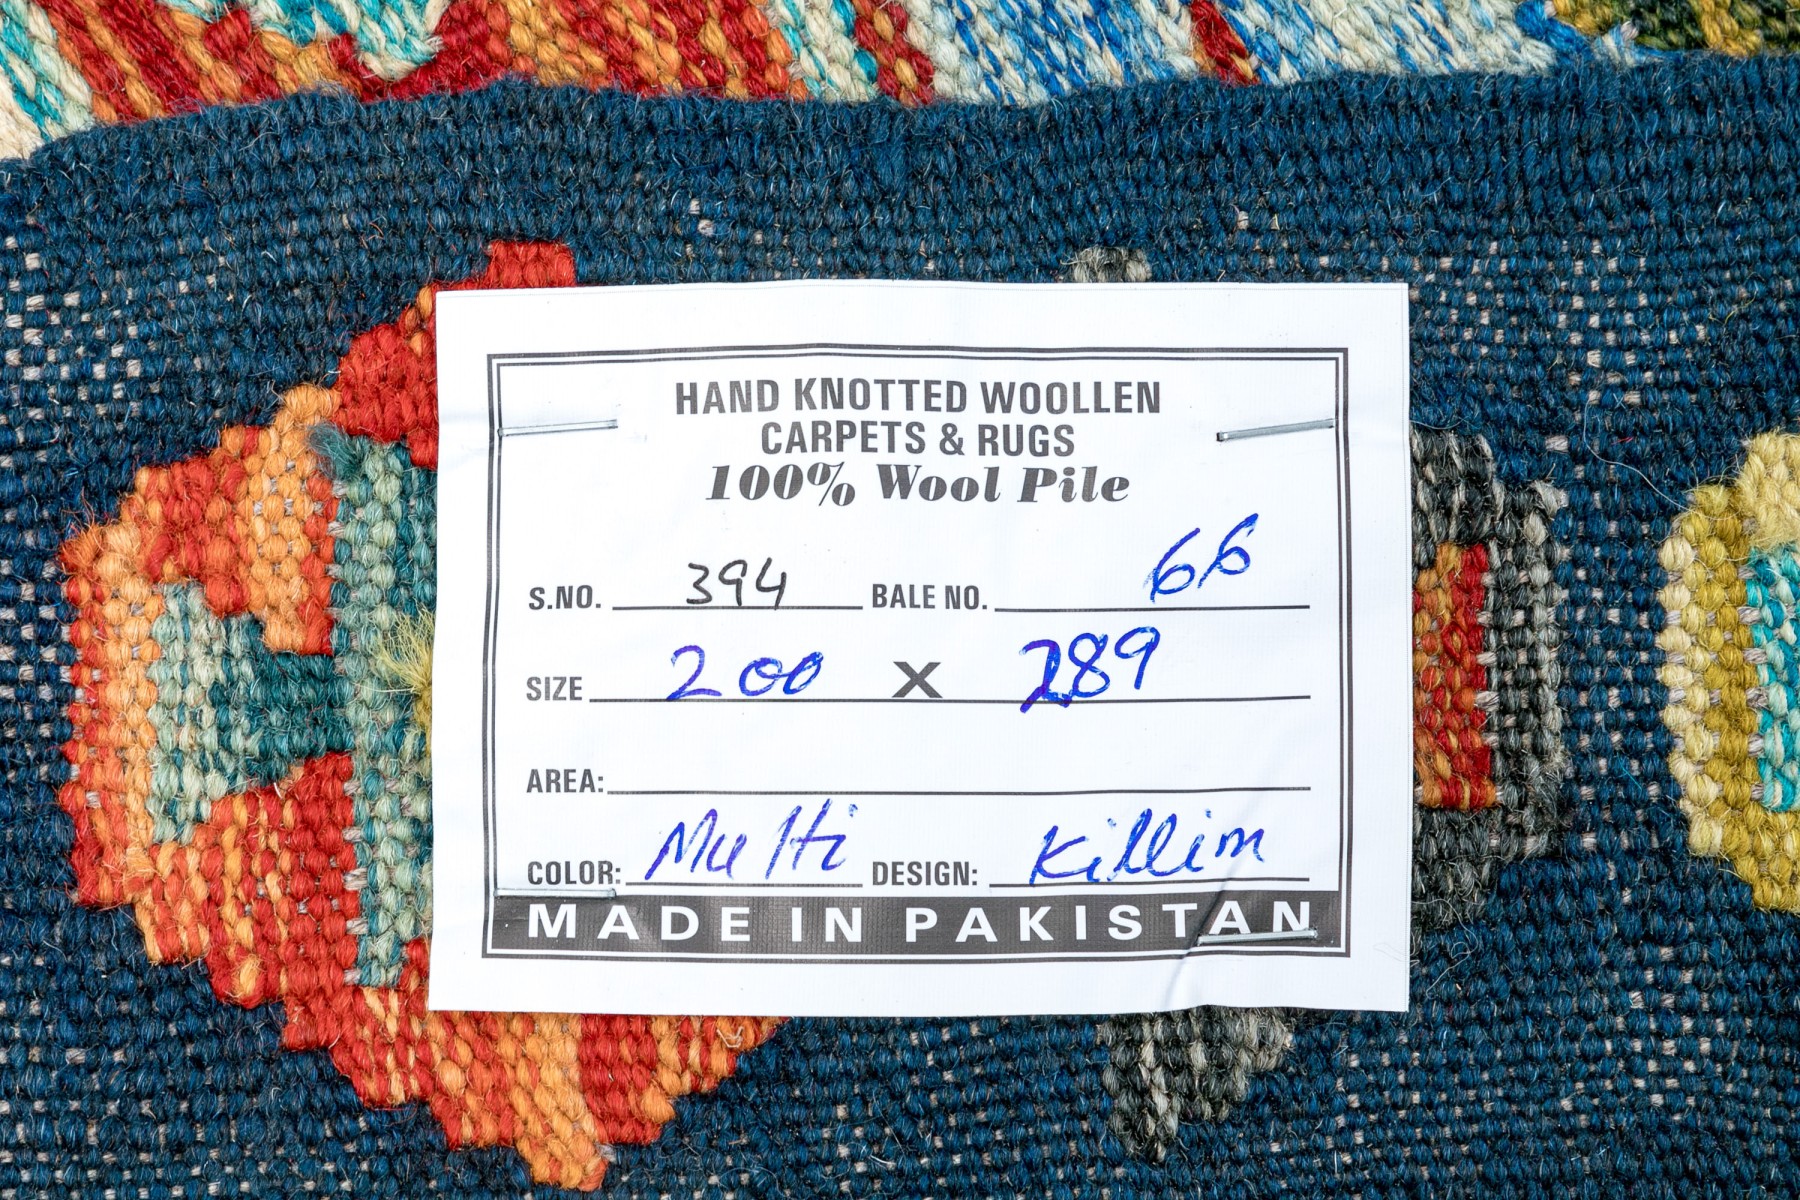 HAND KNOTTED WOOLLEN
CARPETS & RUGS
100% Wool Pile
S.NO. 394 BALE NO. 66
SIZE 200 X 289
AREA:
COLOR: Multi DESIGN: Killim
MADE IN PAKISTAN